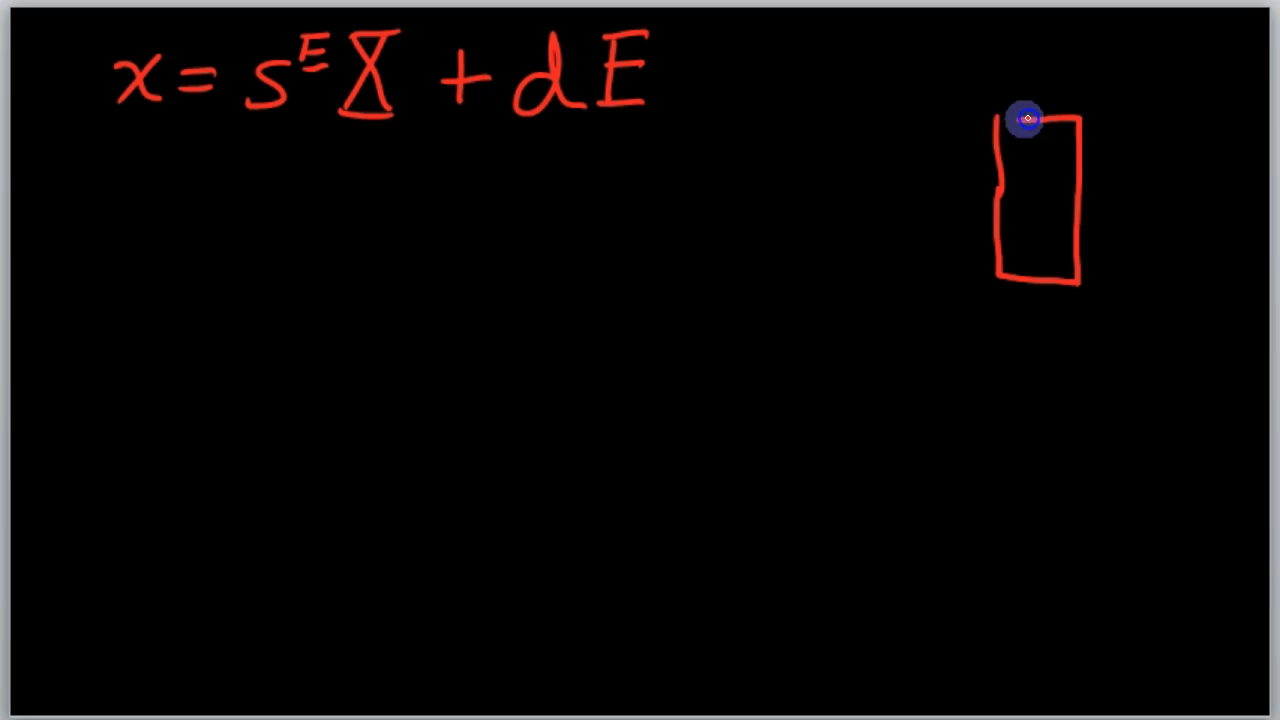 x = s^E X + dE